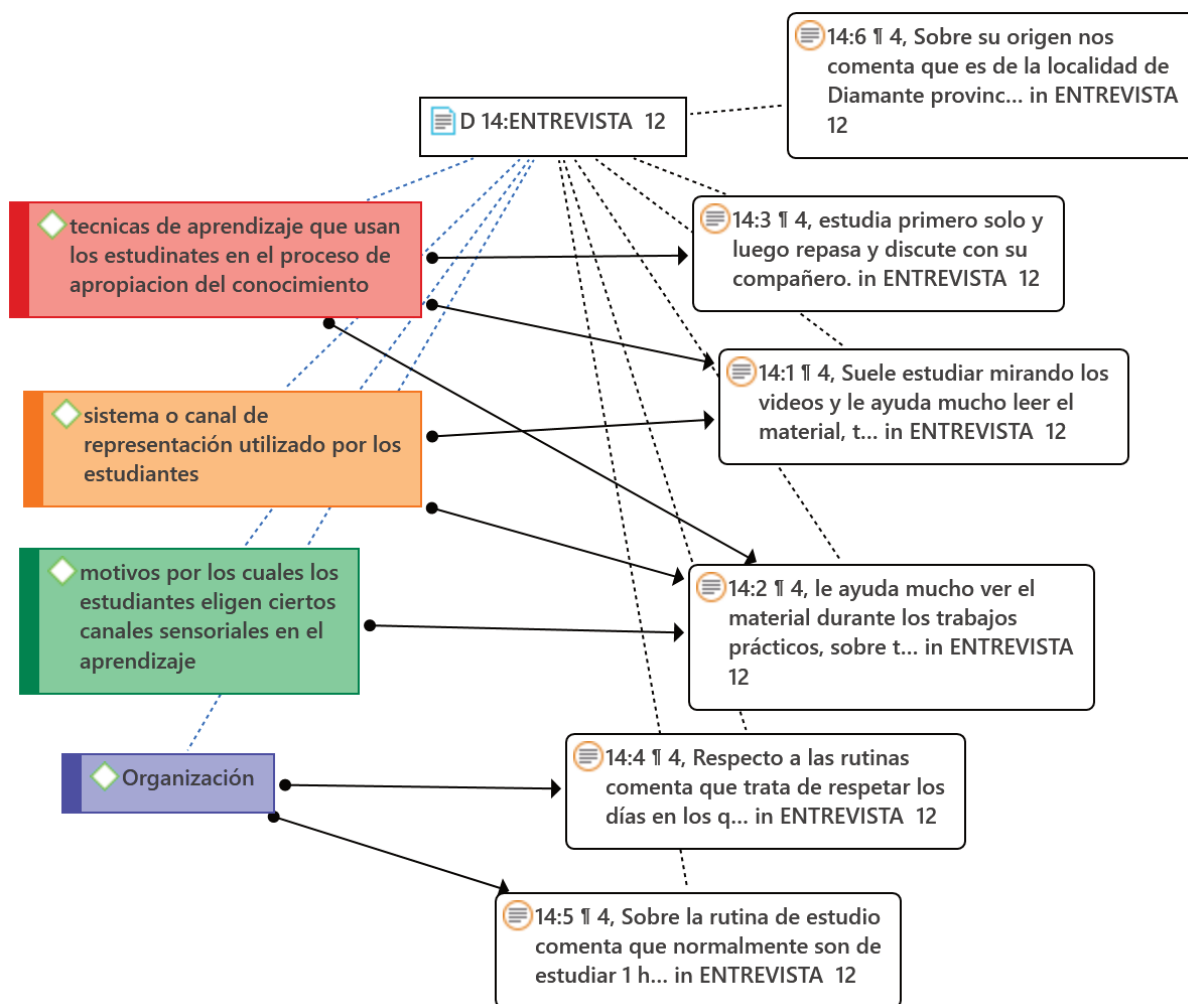 14:6 ¶ 4, Sobre su origen nos
comenta que es de la localidad de
Diamante provinc... in ENTREVISTA
12
D 14:ENTREVISTA 12
tecnicas de aprendizaje que usan
los estudinates en el proceso de
apropiacion del conocimiento
14:3 ¶ 4, estudia primero solo y
luego repasa y discute con su
compañero. in ENTREVISTA 12
14:1 ¶ 4, Suele estudiar mirando los
videos y le ayuda mucho leer el
material, t... in ENTREVISTA 12
sistema o canal de
representación utilizado por los
estudiantes
motivos por los cuales los
estudiantes eligen ciertos
canales sensoriales en el
aprendizaje
14:2 ¶ 4, le ayuda mucho ver el
material durante los trabajos
prácticos, sobre t... in ENTREVISTA
12
Organización
14:4 ¶ 4, Respecto a las rutinas
comenta que trata de respetar los
días en los q... in ENTREVISTA 12
14:5 ¶ 4, Sobre la rutina de estudio
comenta que normalmente son de
estudiar 1 h... in ENTREVISTA 12